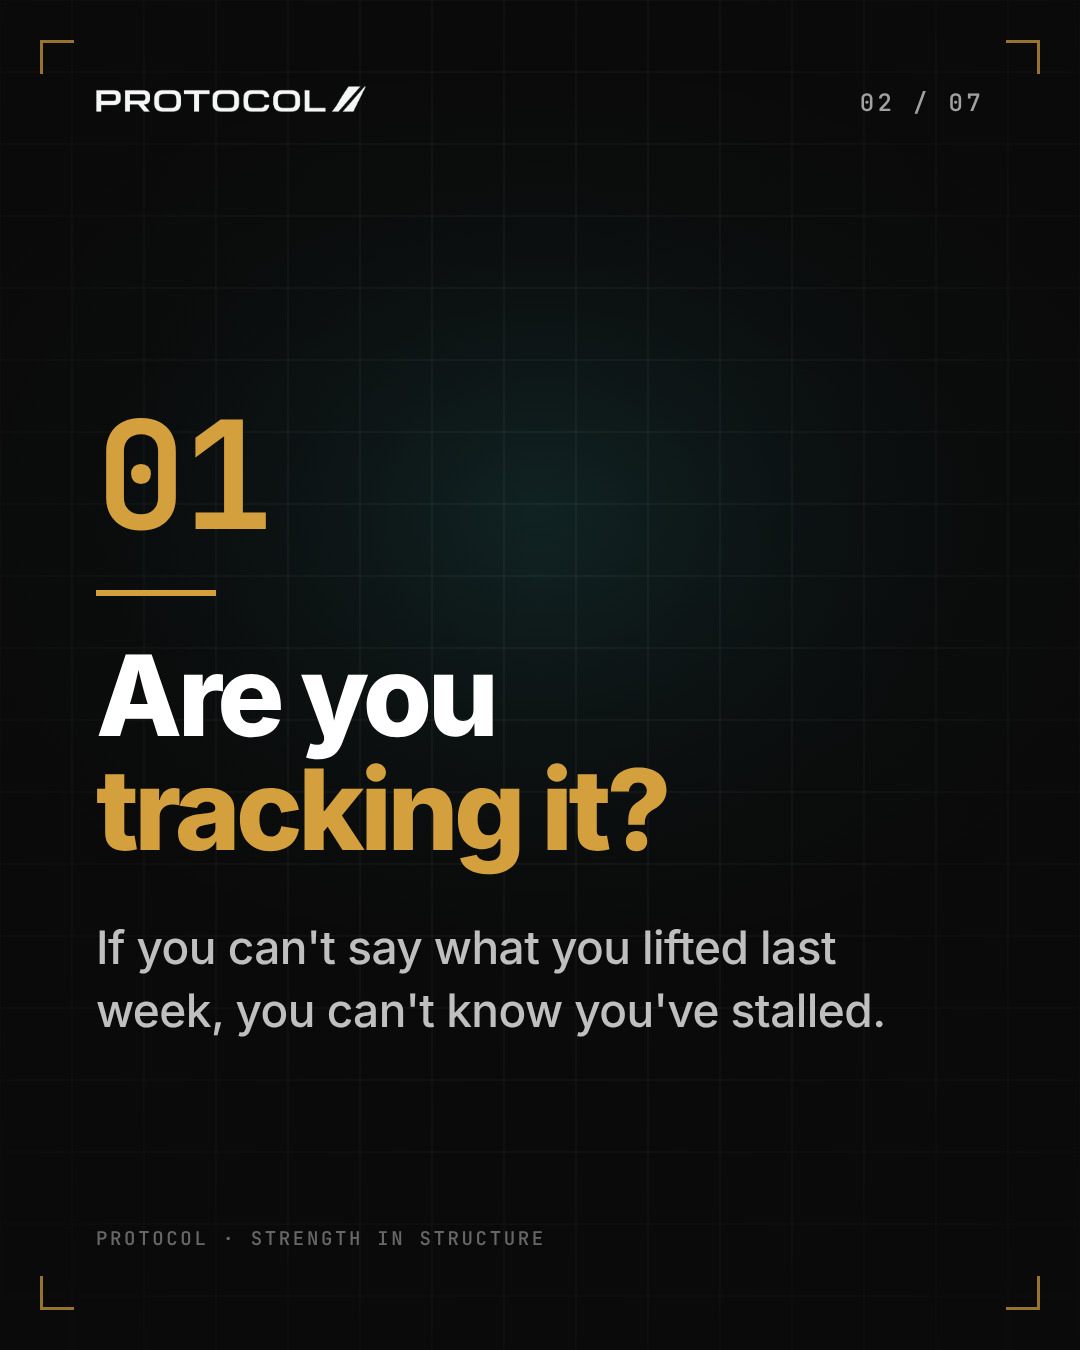 PROTOCOL
02 / 07
01
Are you
tracking it?
If you can't say what you lifted last
week, you can't know you've stalled.
PROTOCOL · STRENGTH IN STRUCTURE